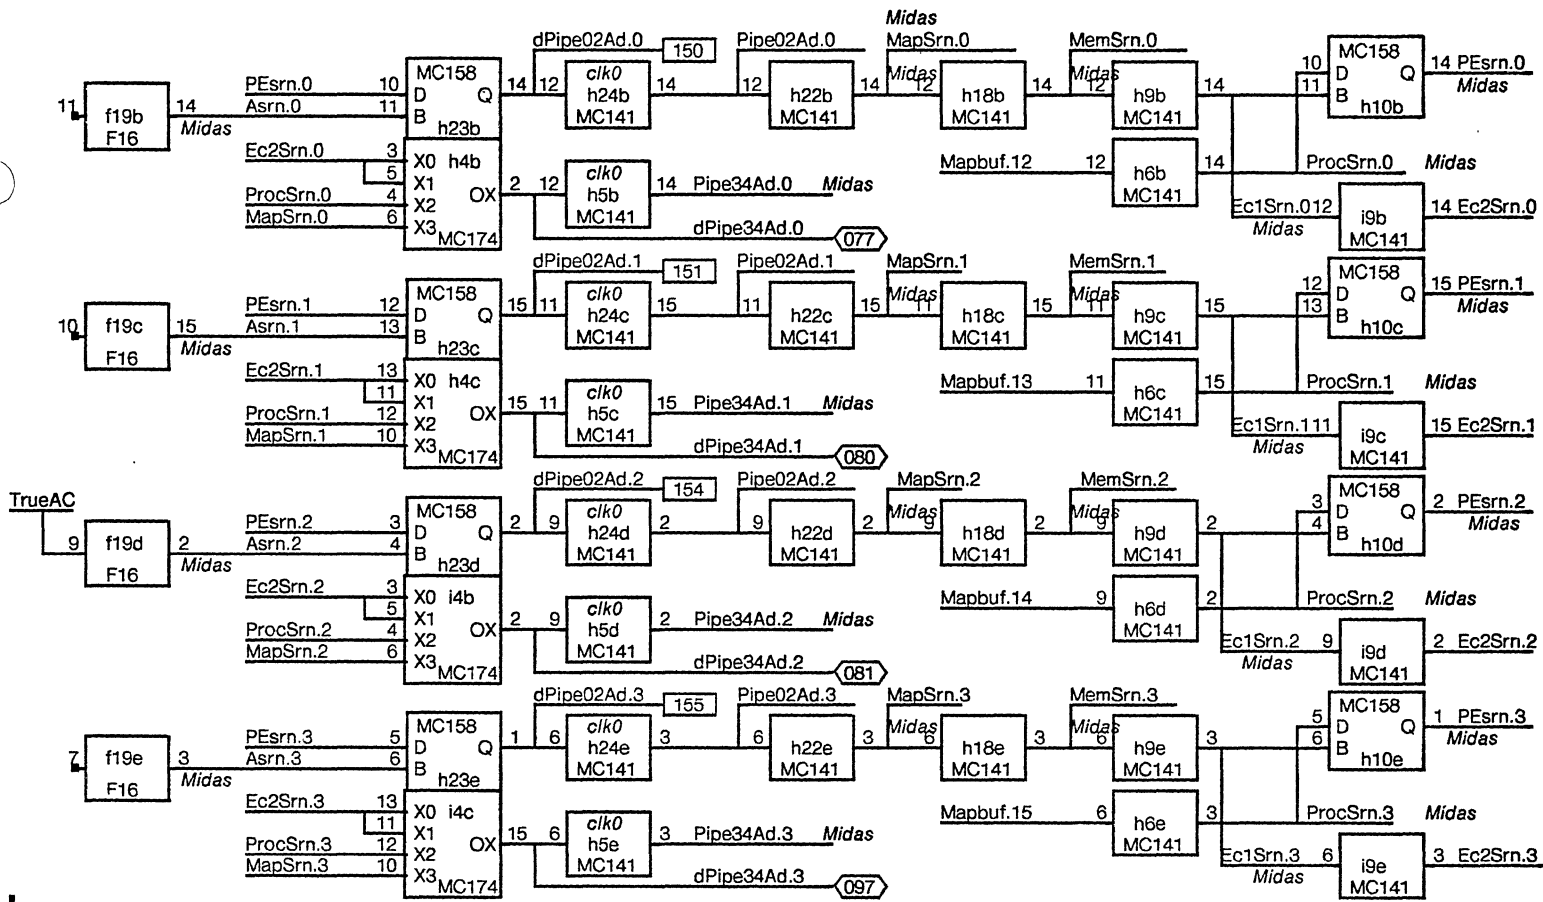 Midas
dPipe02Ad.0 150 Pipe02Ad.0 MapSrn.0 MemSrn.0
11 f19b F16 14 Midas
PEsrn.0 10 MC158 D Q 14 12 clk0 h24b MC141 14 12 h22b MC141 14 Midas 12 h18b MC141 14 Midas 12 h9b MC141 14 10 MC158 D Q 14 PEsrn.0 Midas
Asrn.0 11 B h23b 11 B h10b
Ec2Srn.0 3 X0 h4b Mapbuf.12 12 h6b MC141 14 ProcSrn.0 Midas
5 X1 OX 2 12 clk0 h5b MC141 14 Pipe34Ad.0 Midas
ProcSrn.0 4 X2
MapSrn.0 6 X3 MC174 Ec1Srn.0 12 Midas i9b MC141 14 Ec2Srn.0
dPipe34Ad.0 077
dPipe02Ad.1 151 Pipe02Ad.1 MapSrn.1 MemSrn.1
10 f19c F16 15 Midas
PEsrn.1 12 MC158 D Q 15 11 clk0 h24c MC141 15 11 h22c MC141 15 Midas 11 h18c MC141 15 Midas 11 h9c MC141 15 12 MC158 D Q 15 PEsrn.1 Midas
Asrn.1 13 B h23c 13 B h10c
Ec2Srn.1 13 X0 h4c Mapbuf.13 11 h6c MC141 15 ProcSrn.1 Midas
11 X1 OX 15 11 clk0 h5c MC141 15 Pipe34Ad.1 Midas
ProcSrn.1 12 X2
MapSrn.1 10 X3 MC174 Ec1Srn.1 11 Midas i9c MC141 15 Ec2Srn.1
dPipe34Ad.1 080
dPipe02Ad.2 154 Pipe02Ad.2 MapSrn.2 MemSrn.2
TrueAC
9 f19d F16 2 Midas
PEsrn.2 3 MC158 D Q 2 9 clk0 h24d MC141 2 9 h22d MC141 2 Midas 9 h18d MC141 2 Midas 9 h9d MC141 2 3 MC158 D Q 2 PEsrn.2 Midas
Asrn.2 4 B h23d 4 B h10d
Ec2Srn.2 3 X0 i4b Mapbuf.14 9 h6d MC141 2 ProcSrn.2 Midas
5 X1 OX 2 9 clk0 h5d MC141 2 Pipe34Ad.2 Midas
ProcSrn.2 4 X2
MapSrn.2 6 X3 MC174 Ec1Srn.2 9 Midas i9d MC141 2 Ec2Srn.2
dPipe34Ad.2 081
dPipe02Ad.3 155 Pipe02Ad.3 MapSrn.3 MemSrn.3
7 f19e F16 3 Midas
PEsrn.3 5 MC158 D Q 1 6 clk0 h24e MC141 3 6 h22e MC141 3 Midas 6 h18e MC141 3 Midas 6 h9e MC141 3 5 MC158 D Q 1 PEsrn.3 Midas
Asrn.3 6 B h23e 6 B h10e
Ec2Srn.3 13 X0 i4c Mapbuf.15 6 h6e MC141 3 ProcSrn.3 Midas
11 X1 OX 15 6 clk0 h5e MC141 3 Pipe34Ad.3 Midas
ProcSrn.3 12 X2
MapSrn.3 10 X3 MC174 Ec1Srn.3 6 Midas i9e MC141 3 Ec2Srn.3
dPipe34Ad.3 097